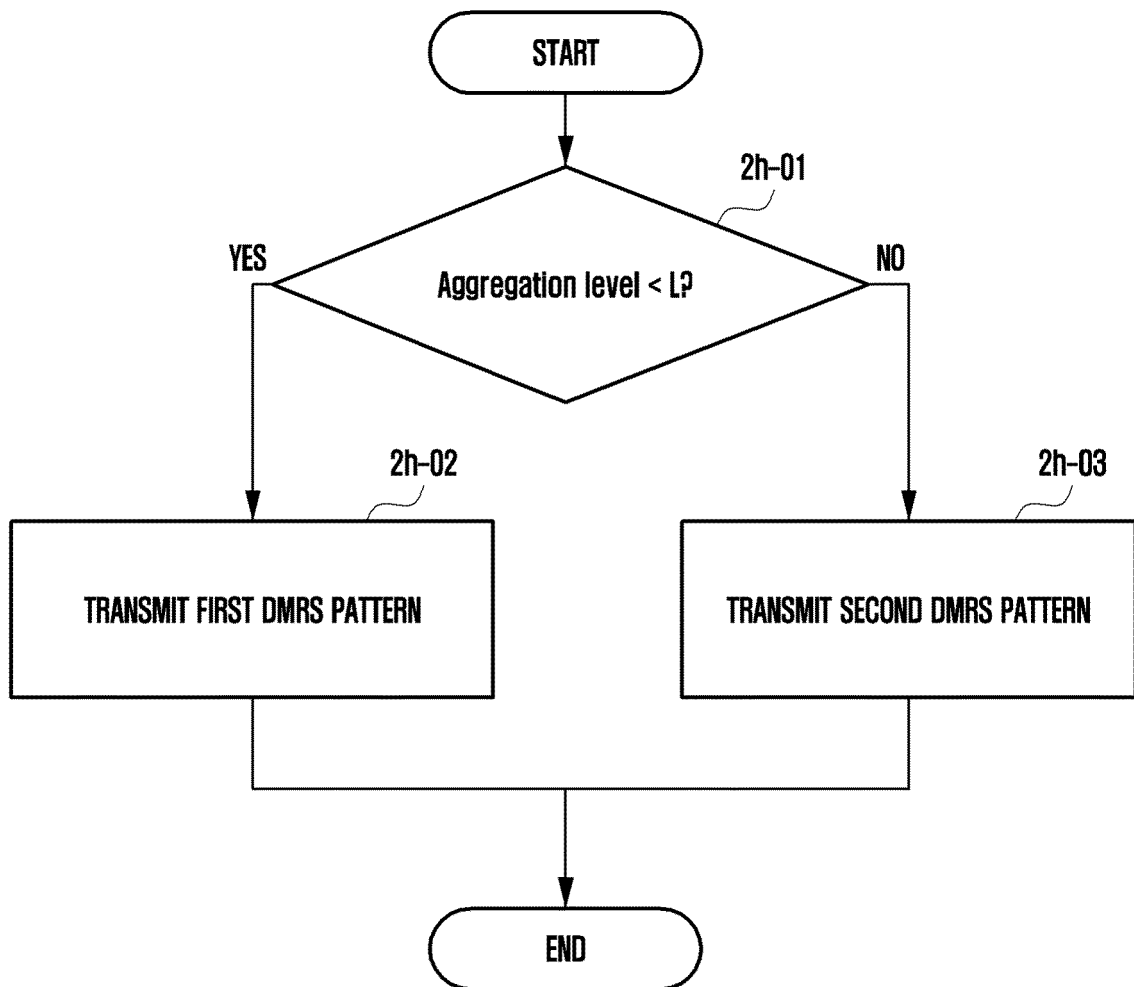 START
2h-01
YES
NO
Aggregation level < L?
2h-02
2h-03
TRANSMIT FIRST DMRS PATTERN
TRANSMIT SECOND DMRS PATTERN
END